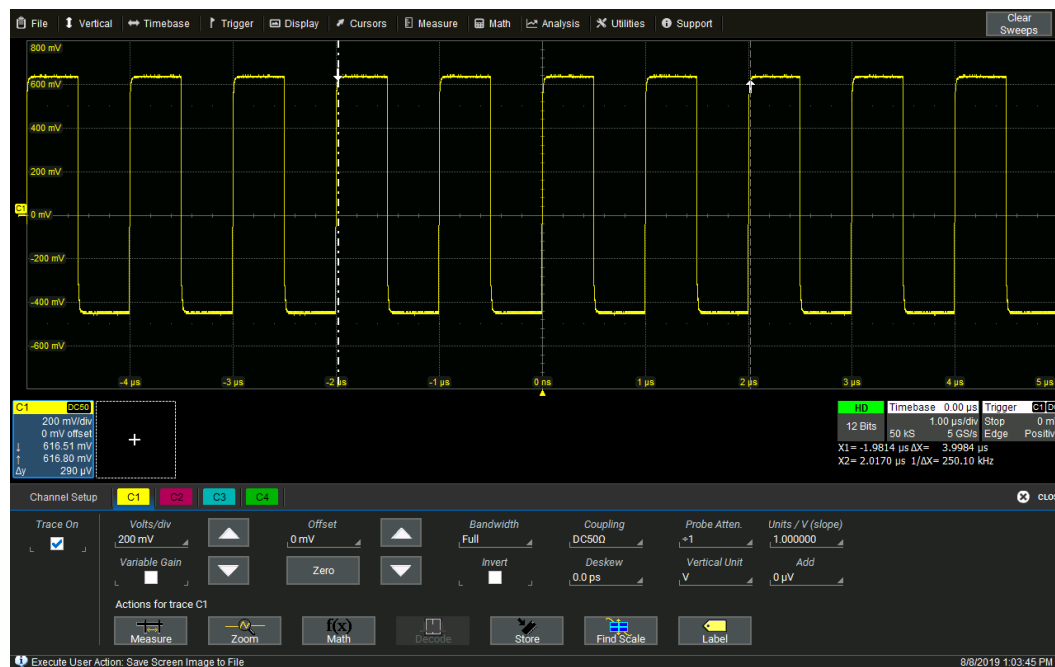 File Vertical Timebase Trigger Display Cursors Measure Math Analysis Utilities Support Clear Sweeps
800 mV
600 mV
400 mV
200 mV
C1 0 mV
-200 mV
-400 mV
-600 mV
-4 µs -3 µs -2 µs -1 µs 0 ns 1 µs 2 µs 3 µs 4 µs 5 µs
C1 DC50
200 mV/div
0 mV offset
↓ 616.51 mV
↑ 616.80 mV
Δy 290 µV
+
HD
12 Bits
Timebase 0.00 µs
1.00 µs/div
50 kS 5 GS/s
Trigger C1
Stop 0 m
Edge Positiv
X1= -1.9814 µs ΔX= 3.9984 µs
X2= 2.0170 µs 1/ΔX= 250.10 kHz
Channel Setup C1 C2 C3 C4 CLO
Trace On Volts/div Offset Bandwidth Coupling Probe Atten. Units / V (slope)
200 mV 0 mV Full DC50Ω ÷1 1.000000
Variable Gain Zero Invert Deskew Vertical Unit Add
0.0 ps V 0 µV
Actions for trace C1
f(x)
Measure Zoom Math Decode Store Find Scale Label
Execute User Action: Save Screen Image to File 8/8/2019 1:03:45 PM